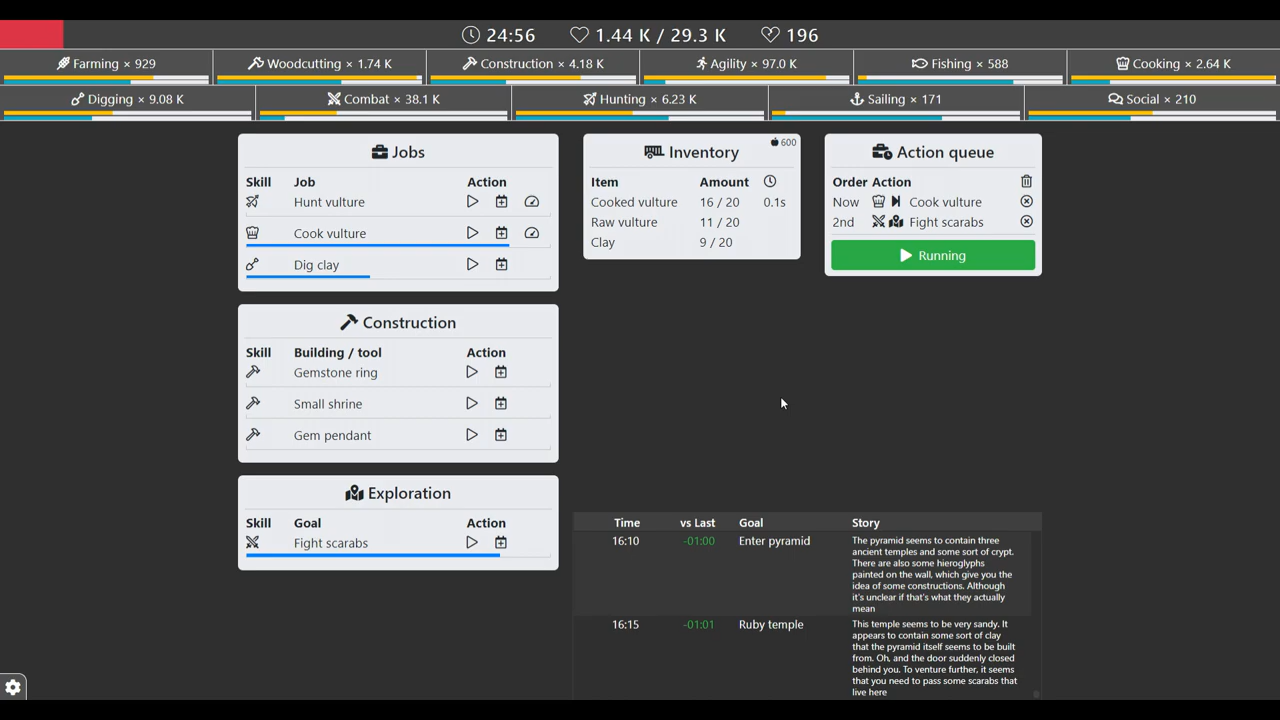 24:56 1.44 K / 29.3 K 196
Farming × 929 Woodcutting × 1.74 K Construction × 4.18 K Agility × 97.0 K Fishing × 588 Cooking × 2.64 K
Digging × 9.08 K Combat × 38.1 K Hunting × 6.23 K Sailing × 171 Social × 210
Jobs
Skill Job Action
Hunt vulture
Cook vulture
Dig clay
Construction
Skill Building / tool Action
Gemstone ring
Small shrine
Gem pendant
Exploration
Skill Goal Action
Fight scarabs
Inventory 600
Item Amount
Cooked vulture 16 / 20 0.1s
Raw vulture 11 / 20
Clay 9 / 20
Action queue
Order Action
Now Cook vulture
2nd Fight scarabs
Running
Time vs Last Goal Story
16:10 -01:00 Enter pyramid The pyramid seems to contain three
ancient temples and some sort of crypt.
There are also some hieroglyphs
painted on the wall, which give you the
idea of some constructions. Although
it's unclear if that's what they actually
mean
16:15 -01:01 Ruby temple This temple seems to be very sandy. It
appears to contain some sort of clay
that the pyramid itself seems to be built
from. Oh, and the door suddenly closed
behind you. To venture further, it seems
that you need to pass some scarabs that
live here